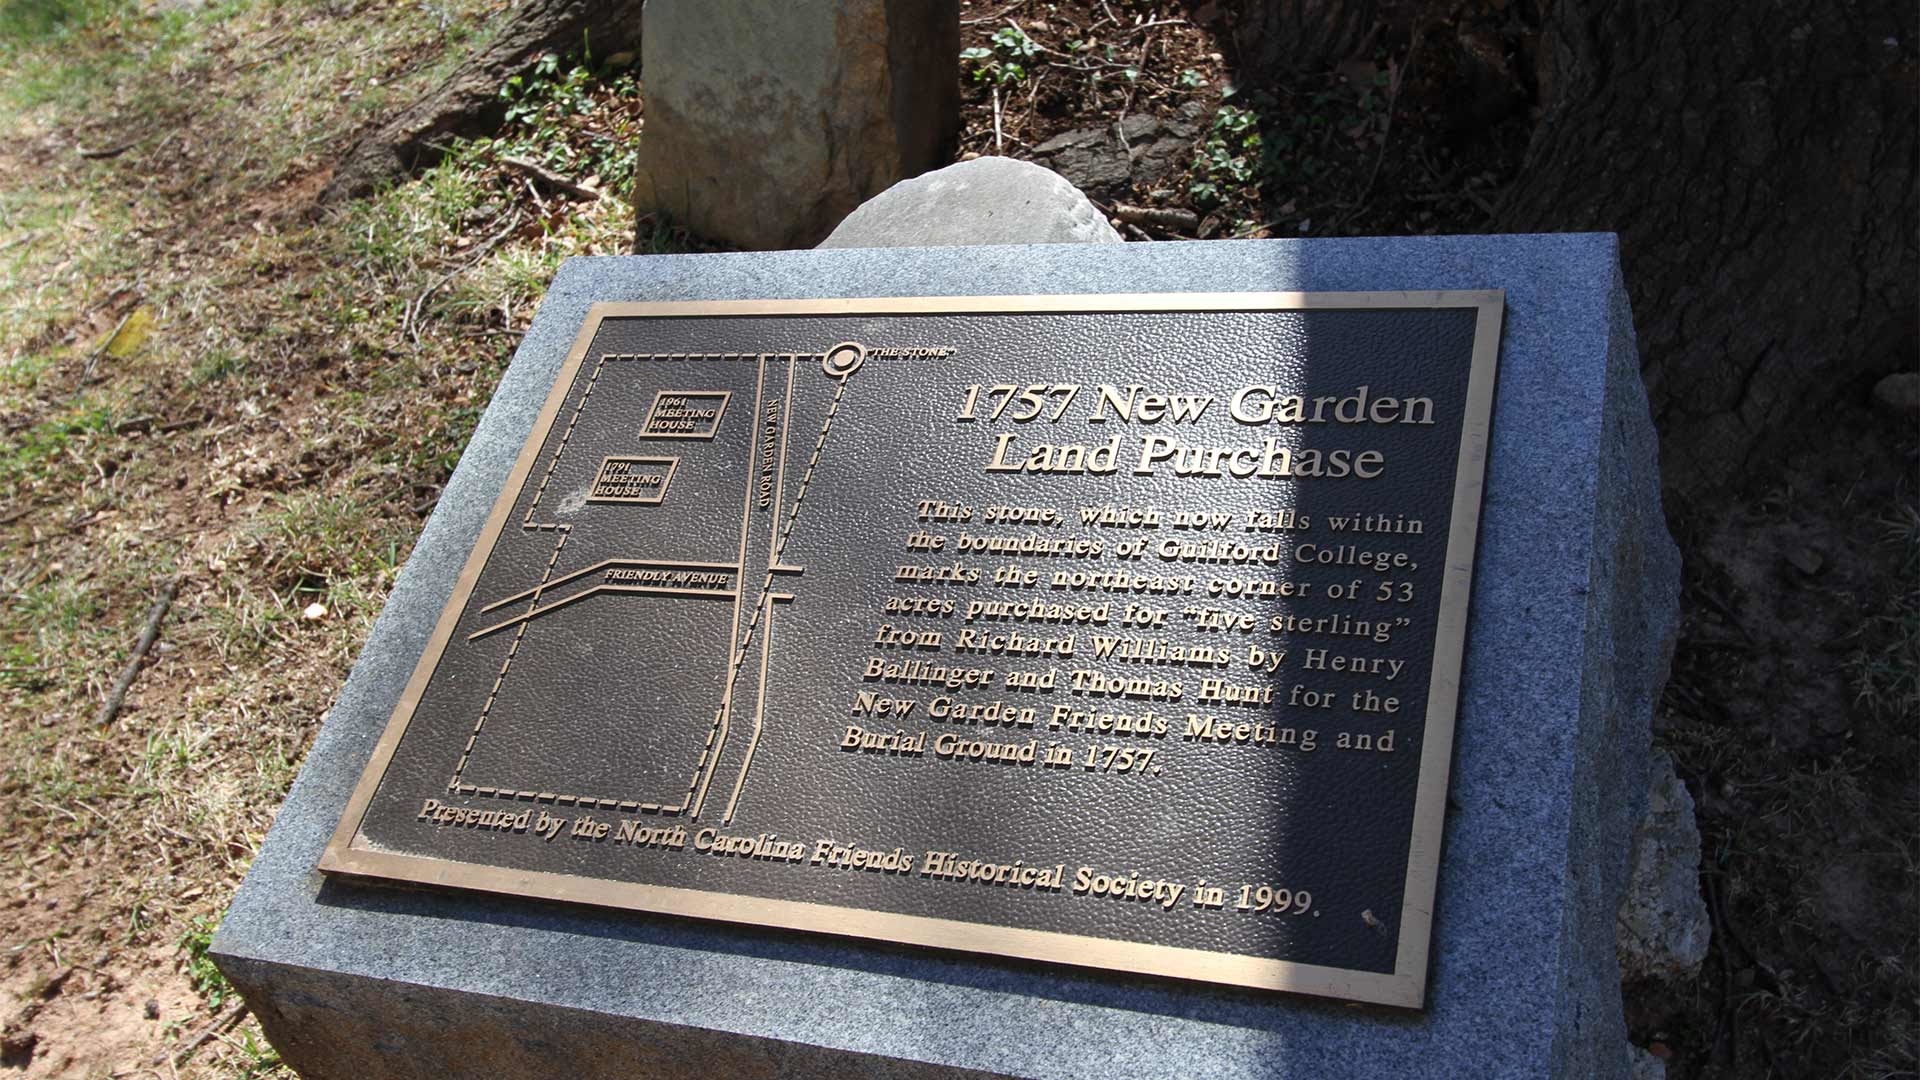 "THE STONE"
1961
MEETING
HOUSE
1791
MEETING
HOUSE
NEW GARDEN ROAD
FRIENDLY AVENUE
1757 New Garden
Land Purchase
This stone, which now falls within
the boundaries of Guilford College,
marks the northeast corner of 53
acres purchased for “five sterling”
from Richard Williams by Henry
Ballinger and Thomas Hunt for the
New Garden Friends Meeting and
Burial Ground in 1757.
Presented by the North Carolina Friends Historical Society in 1999.